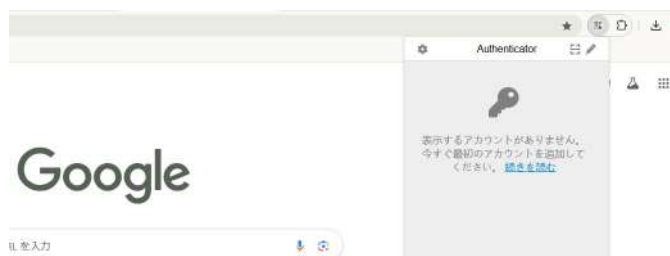 Authenticator
表示するアカウントがありません。
今すぐ最初のアカウントを追加して
ください。続きを読む
Google
RL を入力